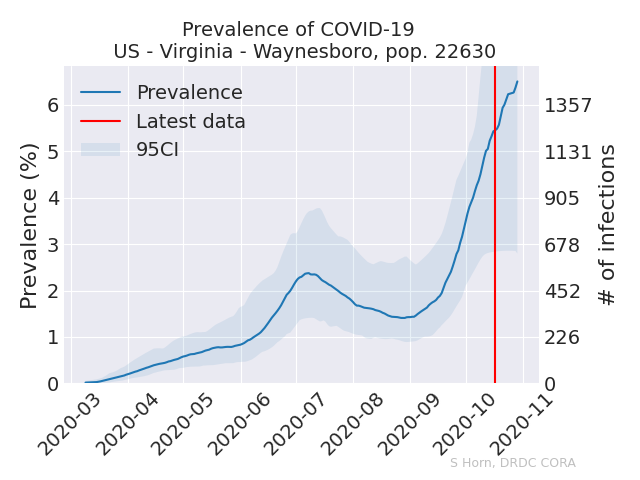 Prevalence of COVID-19
US - Virginia - Waynesboro, pop. 22630
Prevalence
Latest data
95CI
Prevalence (%)
6
5
4
3
2
1
0
1357
1131
905
678
452
226
0
# of infections
2020-03
2020-04
2020-05
2020-06
2020-07
2020-08
2020-09
2020-10
2020-11
S Horn, DRDC CORA